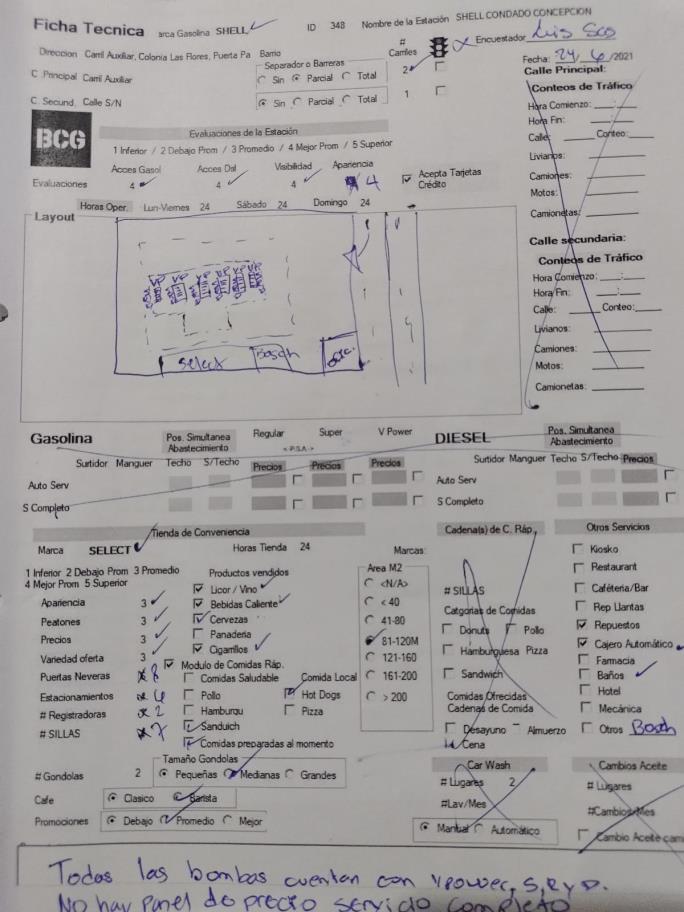 Ficha Tecnica arca Gasolina SHELL ID 348 Nombre de la Estación SHELL CONDADO CONCEPCION
Direccion Carril Auxiliar, Colonia Las Flores, Puerta Pa Barrio # Carriles Encuestador Luis
Fecha: 24/6/2021
C Principal Carril Auxiliar Separador o Barreras Sin Parcial Total 2
C. Secund. Calle S/N Sin Parcial Total 1
Calle Principal:
Conteos de Tráfico
Hora Comienzo: __:__
Hora Fin: __:__
Calle: Conteo:
Livianos:
Camiones:
Motos:
Camionetas:
BCG Evaluaciones de la Estación
1 Inferior / 2 Debajo Prom / 3 Promedio / 4 Mejor Prom / 5 Superior
Acces Gasol Acces Dsl Visibilidad Apariencia
Evaluaciones 4 4 4 4 Acepta Tarjetas Crédito
Horas Oper. Lun-Viernes 24 Sábado 24 Domingo 24
Calle secundaria:
Conteos de Tráfico
Hora Comienzo: __:__
Hora Fin: __:__
Calle: Conteo:
Livianos:
Camiones:
Motos:
Camionetas:
Layout
Select Bosch
Gasolina Pos. Simultanea Abastecimiento Regular Super V Power DIESEL Pos. Simultanea Abastecimiento
<-P.S.A->
Surtidor Manguer Techo S/Techo Precios Precios Precios Surtidor Manguer Techo S/Techo Precios
Auto Serv Auto Serv
S Completo S Completo
Tienda de Conveniencia
Marca SELECT Horas Tienda 24 Marcas:
1 Inferior 2 Debajo Prom 3 Promedio
4 Mejor Prom 5 Superior
Apariencia 3
Peatones 3
Precios 3
Variedad oferta 3
Puertas Neveras 8
Estacionamientos 6
# Registradoras 2
# SILLAS 7
Productos vendidos
Licor / Vino
Bebidas Caliente
Cervezas
Panaderia
Cigarrillos
Modulo de Comidas Ráp.
Comidas Saludable Comida Local
Pollo Hot Dogs
Hamburgu Pizza
Sanduich
Comidas preparadas al momento
Area M2
<N/A>
< 40
41-80
81-120M
121-160
161-200
> 200
# Gondolas 2 Tamaño Gondolas
Pequeñas Medianas Grandes
Cafe Clasico Barista
Promociones Debajo Promedio Mejor
Cadena(s) de C. Ráp.
# SILLAS
Catgorias de Comidas
Donuts Pollo
Hamburguesa Pizza
Sandwich
Comidas Ofrecidas
Cadenas de Comida
Desayuno Almuerzo
Cena
Car Wash
# Lugares 2
#Lav/Mes
Manual Automático
Otros Servicios
Kiosko
Restaurant
Caféteria/Bar
Rep Llantas
Repuestos
Cajero Automático
Farmacia
Baños
Hotel
Mecánica
Otros Bosch
Cambios Aceite
# Lugares
#Cambios/Mes
Cambio Aceite cami
Todas las bombas cuentan con vpower, S, R y D.
No hay panel de precio servicio completo